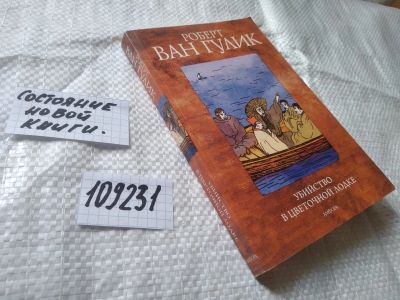 СОСТОЯНИЕ
НОВОЙ
КНИГИ.
109231
РОБЕРТ
ВАН ГУЛИК
УБИЙСТВО
В ЦВЕТОЧНОЙ ЛОДКЕ